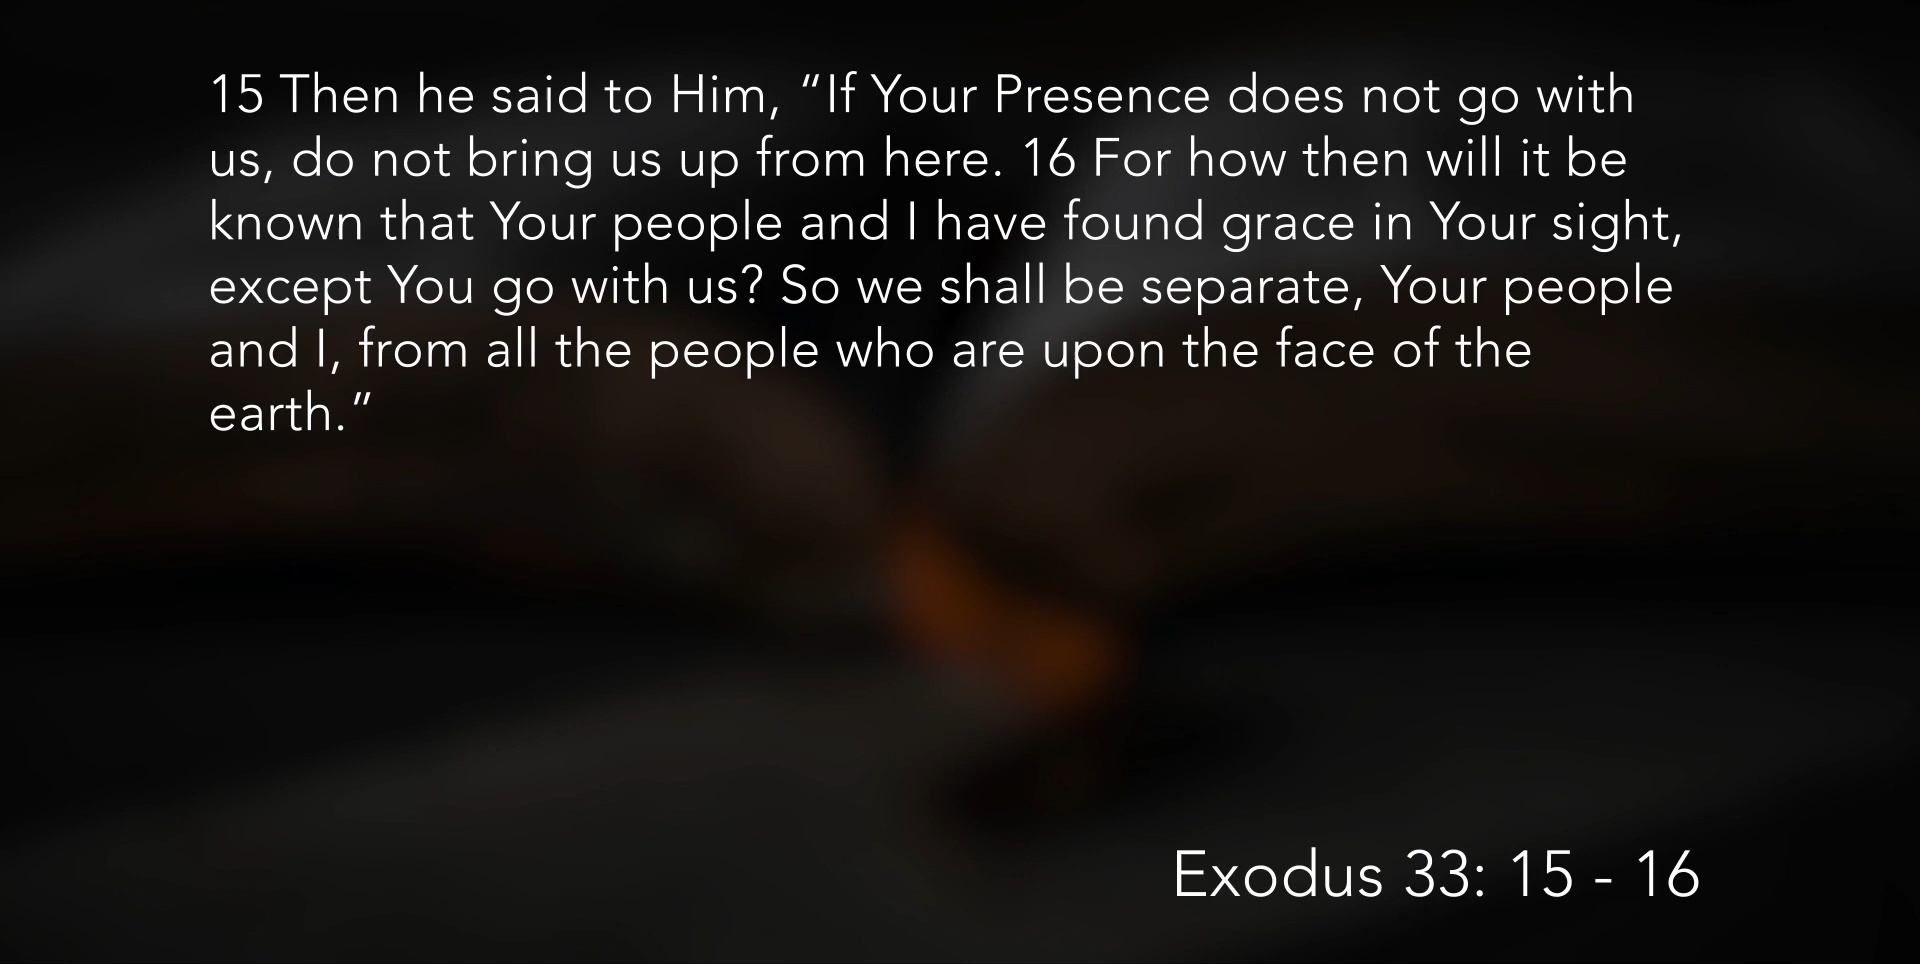 15 Then he said to Him, “If Your Presence does not go with
us, do not bring us up from here. 16 For how then will it be
known that Your people and I have found grace in Your sight,
except You go with us? So we shall be separate, Your people
and I, from all the people who are upon the face of the
earth.”
Exodus 33: 15 - 16